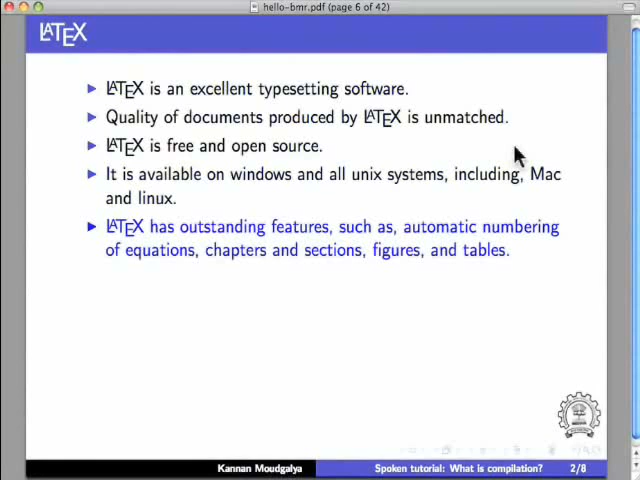 hello-bmr.pdf (page 6 of 42)
LATEX
LATEX is an excellent typesetting software.
Quality of documents produced by LATEX is unmatched.
LATEX is free and open source.
It is available on windows and all unix systems, including, Mac
and linux.
LATEX has outstanding features, such as, automatic numbering
of equations, chapters and sections, figures, and tables.
Kannan Moudgalya Spoken tutorial: What is compilation? 2/8